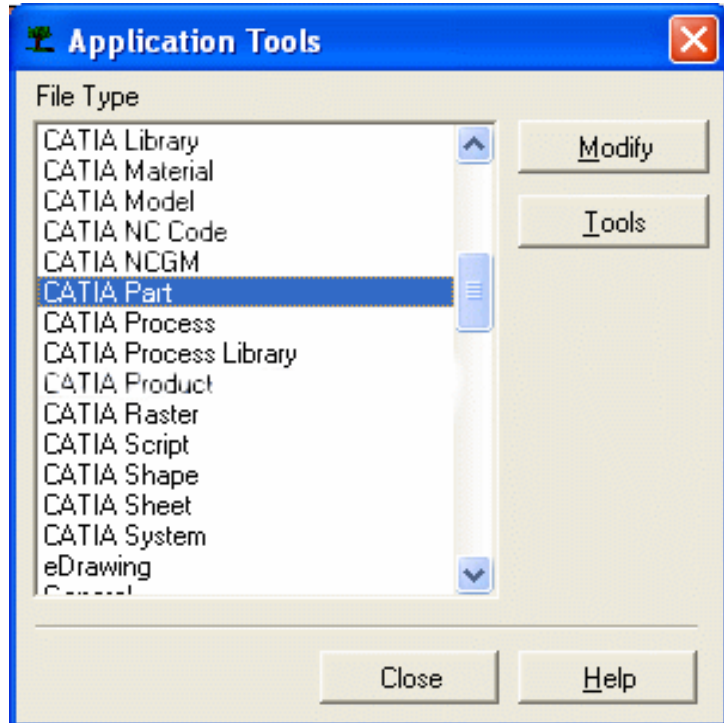 Application Tools
File Type
CATIA Library
CATIA Material
CATIA Model
CATIA NC Code
CATIA NCGM
CATIA Part
CATIA Process
CATIA Process Library
CATIA Product
CATIA Raster
CATIA Script
CATIA Shape
CATIA Sheet
CATIA System
eDrawing
Modify
Tools
Close
Help